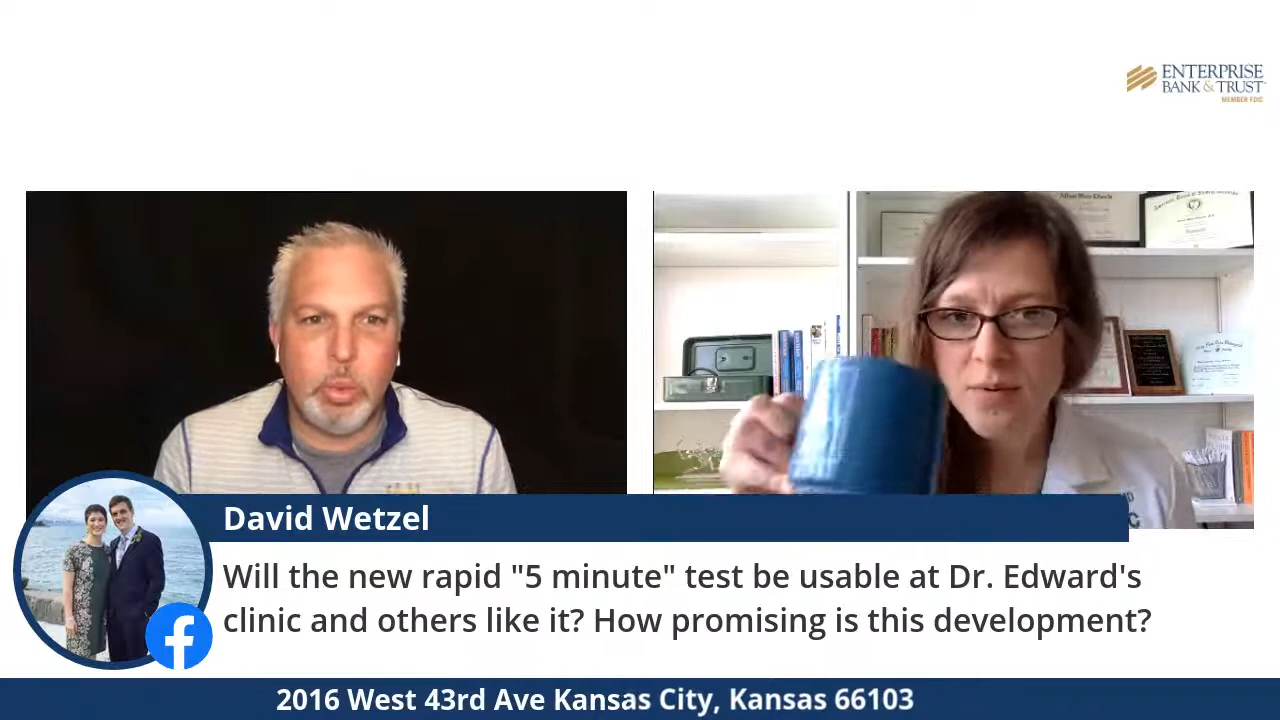 ENTERPRISE
BANK & TRUST
MEMBER FDIC
David Wetzel
Will the new rapid "5 minute" test be usable at Dr. Edward's
clinic and others like it? How promising is this development?
2016 West 43rd Ave Kansas City, Kansas 66103